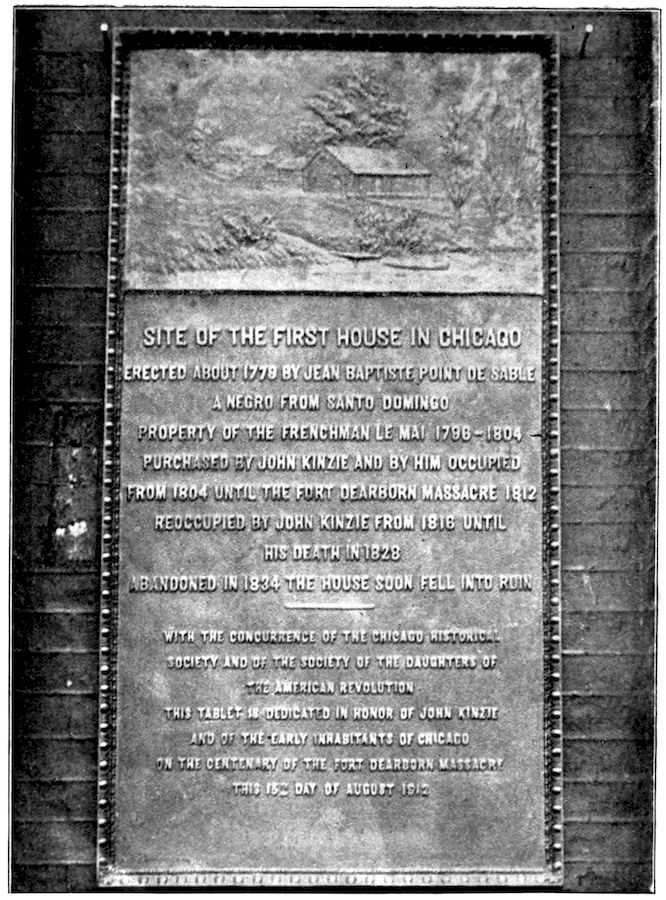 SITE OF THE FIRST HOUSE IN CHICAGO
ERECTED ABOUT 1779 BY JEAN BAPTISTE POINT DE SABLE
A NEGRO FROM SANTO DOMINGO
PROPERTY OF THE FRENCHMAN LE MAI 1796-1804
PURCHASED BY JOHN KINZIE AND BY HIM OCCUPIED
FROM 1804 UNTIL THE FORT DEARBORN MASSACRE 1812
REOCCUPIED BY JOHN KINZIE FROM 1816 UNTIL
HIS DEATH IN 1828
ABANDONED IN 1834 THE HOUSE SOON FELL INTO RUIN
WITH THE CONCURRENCE OF THE CHICAGO HISTORICAL
SOCIETY AND OF THE SOCIETY OF THE DAUGHTERS OF
THE AMERICAN REVOLUTION
THIS TABLET IS DEDICATED IN HONOR OF JOHN KINZIE
AND OF THE EARLY INHABITANTS OF CHICAGO
ON THE CENTENARY OF THE FORT DEARBORN MASSACRE
THIS DAY OF AUGUST 1912